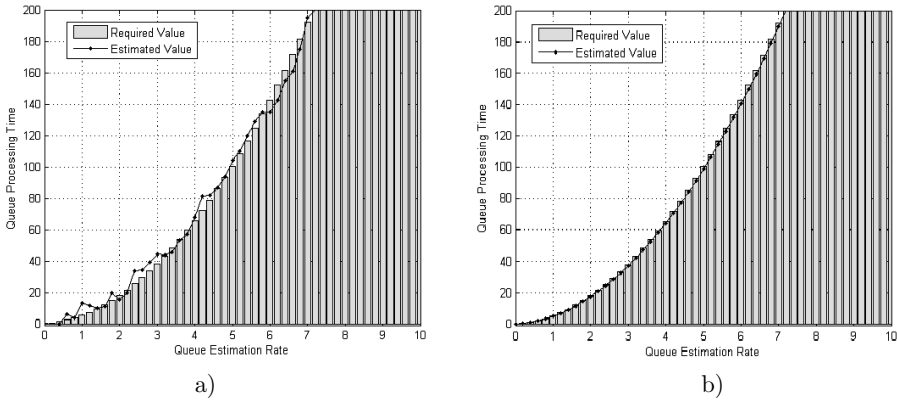 200
180
160
140
120
100
80
60
40
20
0
Queue Processing Time
Required Value
Estimated Value
0 1 2 3 4 5 6 7 8 9 10
Queue Estimation Rate
a)
200
180
160
140
120
100
80
60
40
20
0
Queue Processing Time
Required Value
Estimated Value
0 1 2 3 4 5 6 7 8 9 10
Queue Estimation Rate
b)